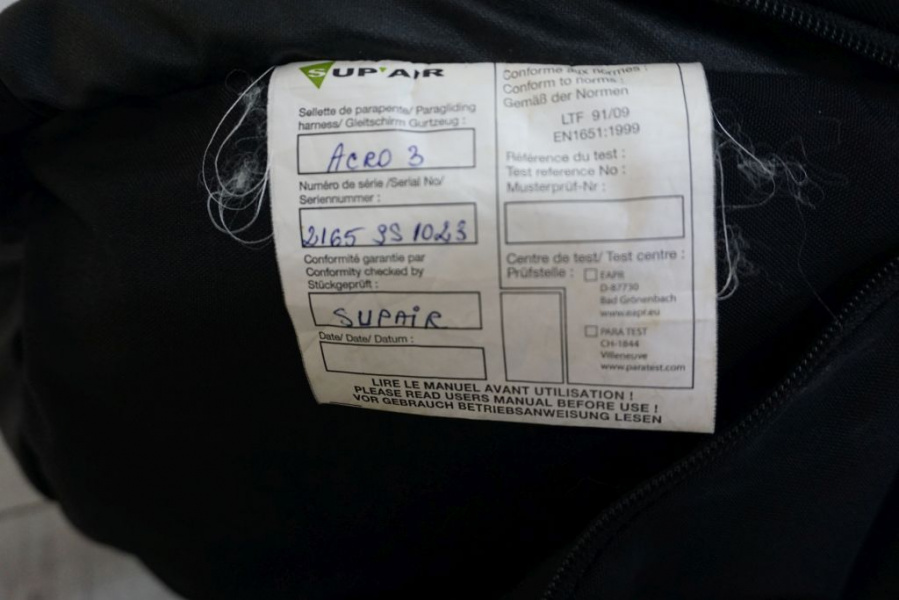 SUP'AIR
Sellette de parapente/ Paragliding
harness/ Gleitschirm Gurtzeug :
ACRO 3
Numéro de série /Serial No/
Seriennummer :
2165 SS 1023
Conformité garantie par
Conformity checked by
Stückgeprüft :
SUPAiR
Date/ Date/ Datum :
Conforme aux normes :
Conform to norms :
Gemäß der Normen
LTF 91/09
EN1651:1999
Référence du test :
Test reference No :
Musterprüf-Nr :
Centre de test/ Test centre :
Prüfstelle :
EAPR
D-87730
Bad Grönenbach
www.eapr.eu
PARA TEST
CH-1844
Villeneuve
www.paratest.com
LIRE LE MANUEL AVANT UTILISATION !
PLEASE READ USERS MANUAL BEFORE USE !
VOR GEBRAUCH BETRIEBSANWEISUNG LESEN